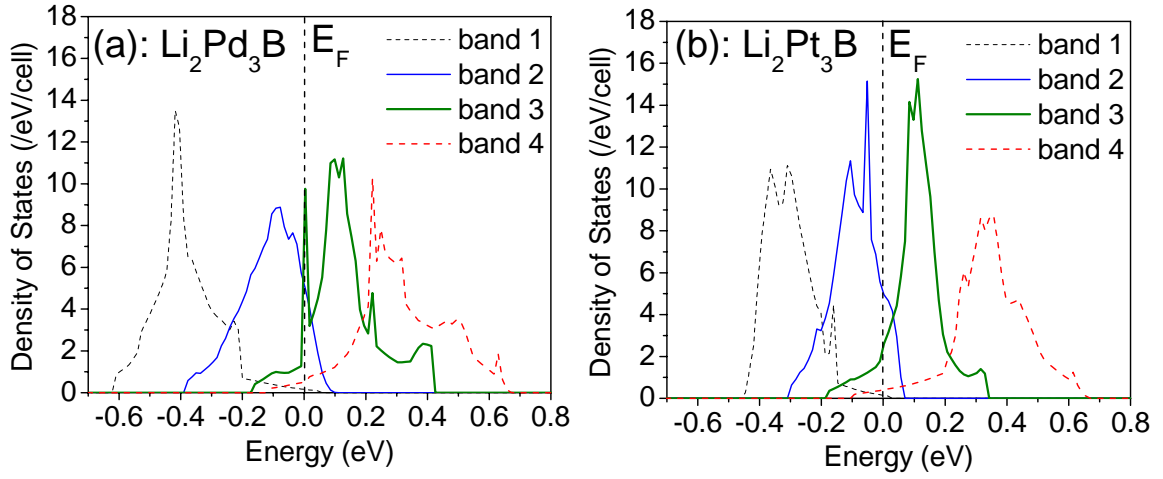 (a): Li₂Pd₃B E_F
band 1
band 2
band 3
band 4
18
16
14
12
10
8
6
4
2
0
-0.6 -0.4 -0.2 0.0 0.2 0.4 0.6 0.8
Energy (eV)
Density of States (/eV/cell)
(b): Li₂Pt₃B E_F
band 1
band 2
band 3
band 4
18
16
14
12
10
8
6
4
2
0
-0.6 -0.4 -0.2 0.0 0.2 0.4 0.6 0.8
Energy (eV)
Density of States (/eV/cell)